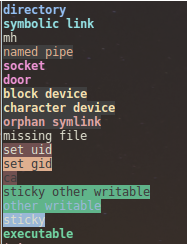 directory
symbolic link
mh
named pipe
socket
door
block device
character device
orphan symlink
missing file
set uid
set gid
ca
sticky other writable
other writable
sticky
executable